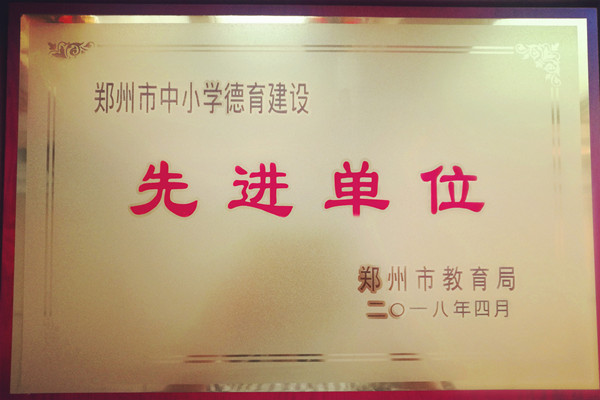 郑州市中小学德育建设
先进单位
郑州市教育局
二〇一八年四月